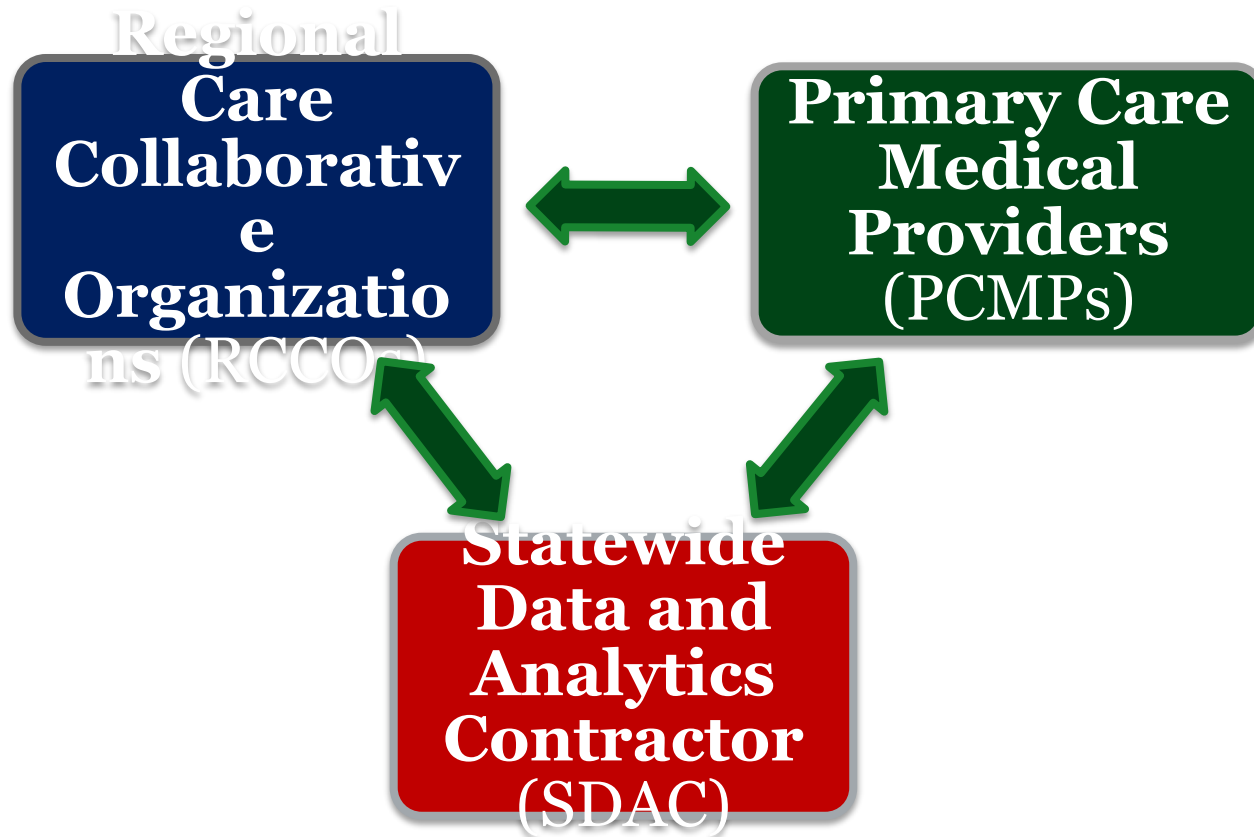 Regional
Care
Collaborativ
e
Organizatio
ns (RCCOs)
Primary Care
Medical
Providers
(PCMPs)
Statewide
Data and
Analytics
Contractor
(SDAC)